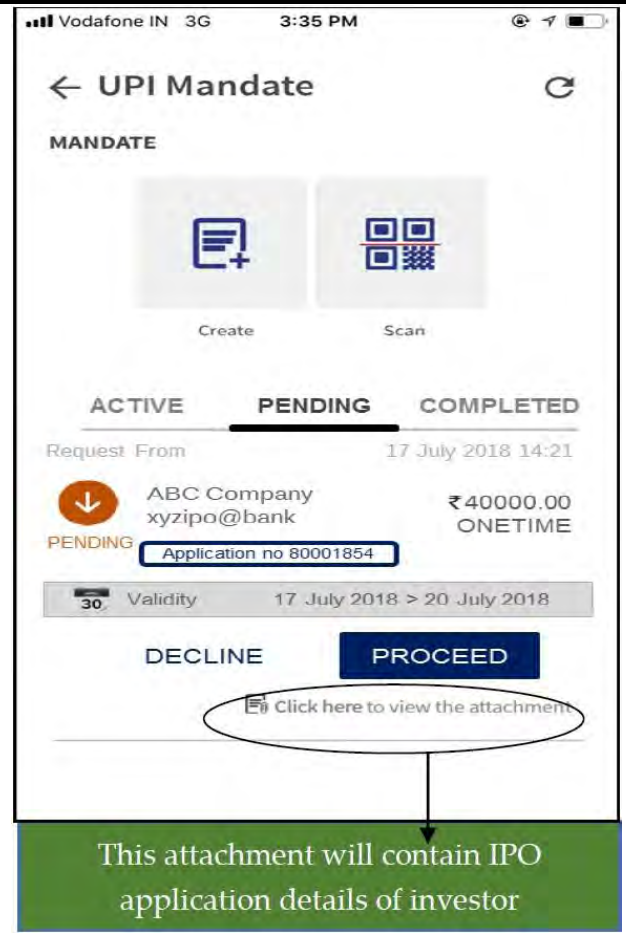 Vodafone IN 3G 3:35 PM
← UPI Mandate
MANDATE
Create Scan
ACTIVE PENDING COMPLETED
Request From 17 July 2018 14:21
ABC Company ₹40000.00
xyzipo@bank ONETIME
PENDING
Application no 80001854
30 Validity 17 July 2018 > 20 July 2018
DECLINE PROCEED
Click here to view the attachment
This attachment will contain IPO
application details of investor